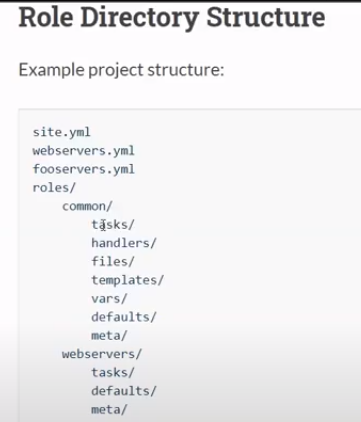 Role Directory Structure
Example project structure:
site.yml
webservers.yml
fooservers.yml
roles/
common/
tasks/
handlers/
files/
templates/
vars/
defaults/
meta/
webservers/
tasks/
defaults/
meta/